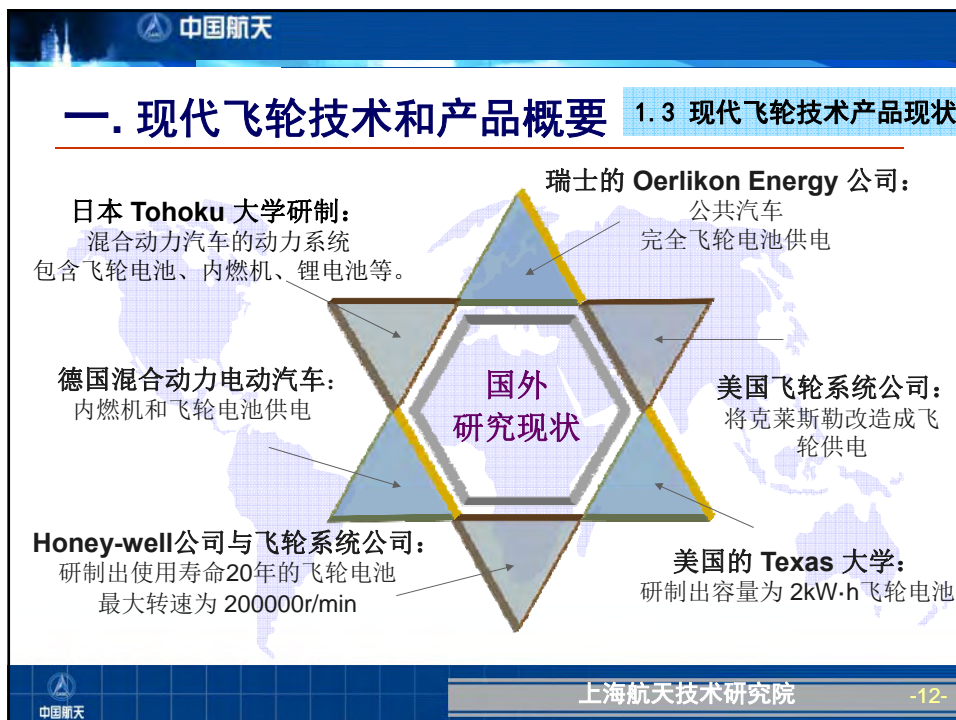 中国航天
一. 现代飞轮技术和产品概要
1.3 现代飞轮技术产品现状
瑞士的 Oerlikon Energy 公司：
公共汽车
完全飞轮电池供电
日本 Tohoku 大学研制：
混合动力汽车的动力系统
包含飞轮电池、内燃机、锂电池等。
德国混合动力电动汽车：
内燃机和飞轮电池供电
国外
研究现状
美国飞轮系统公司：
将克莱斯勒改造成飞
轮供电
Honey-well公司与飞轮系统公司：
研制出使用寿命20年的飞轮电池
最大转速为 200000r/min
美国的 Texas 大学：
研制出容量为 2kW·h飞轮电池
中国航天
上海航天技术研究院
-12-